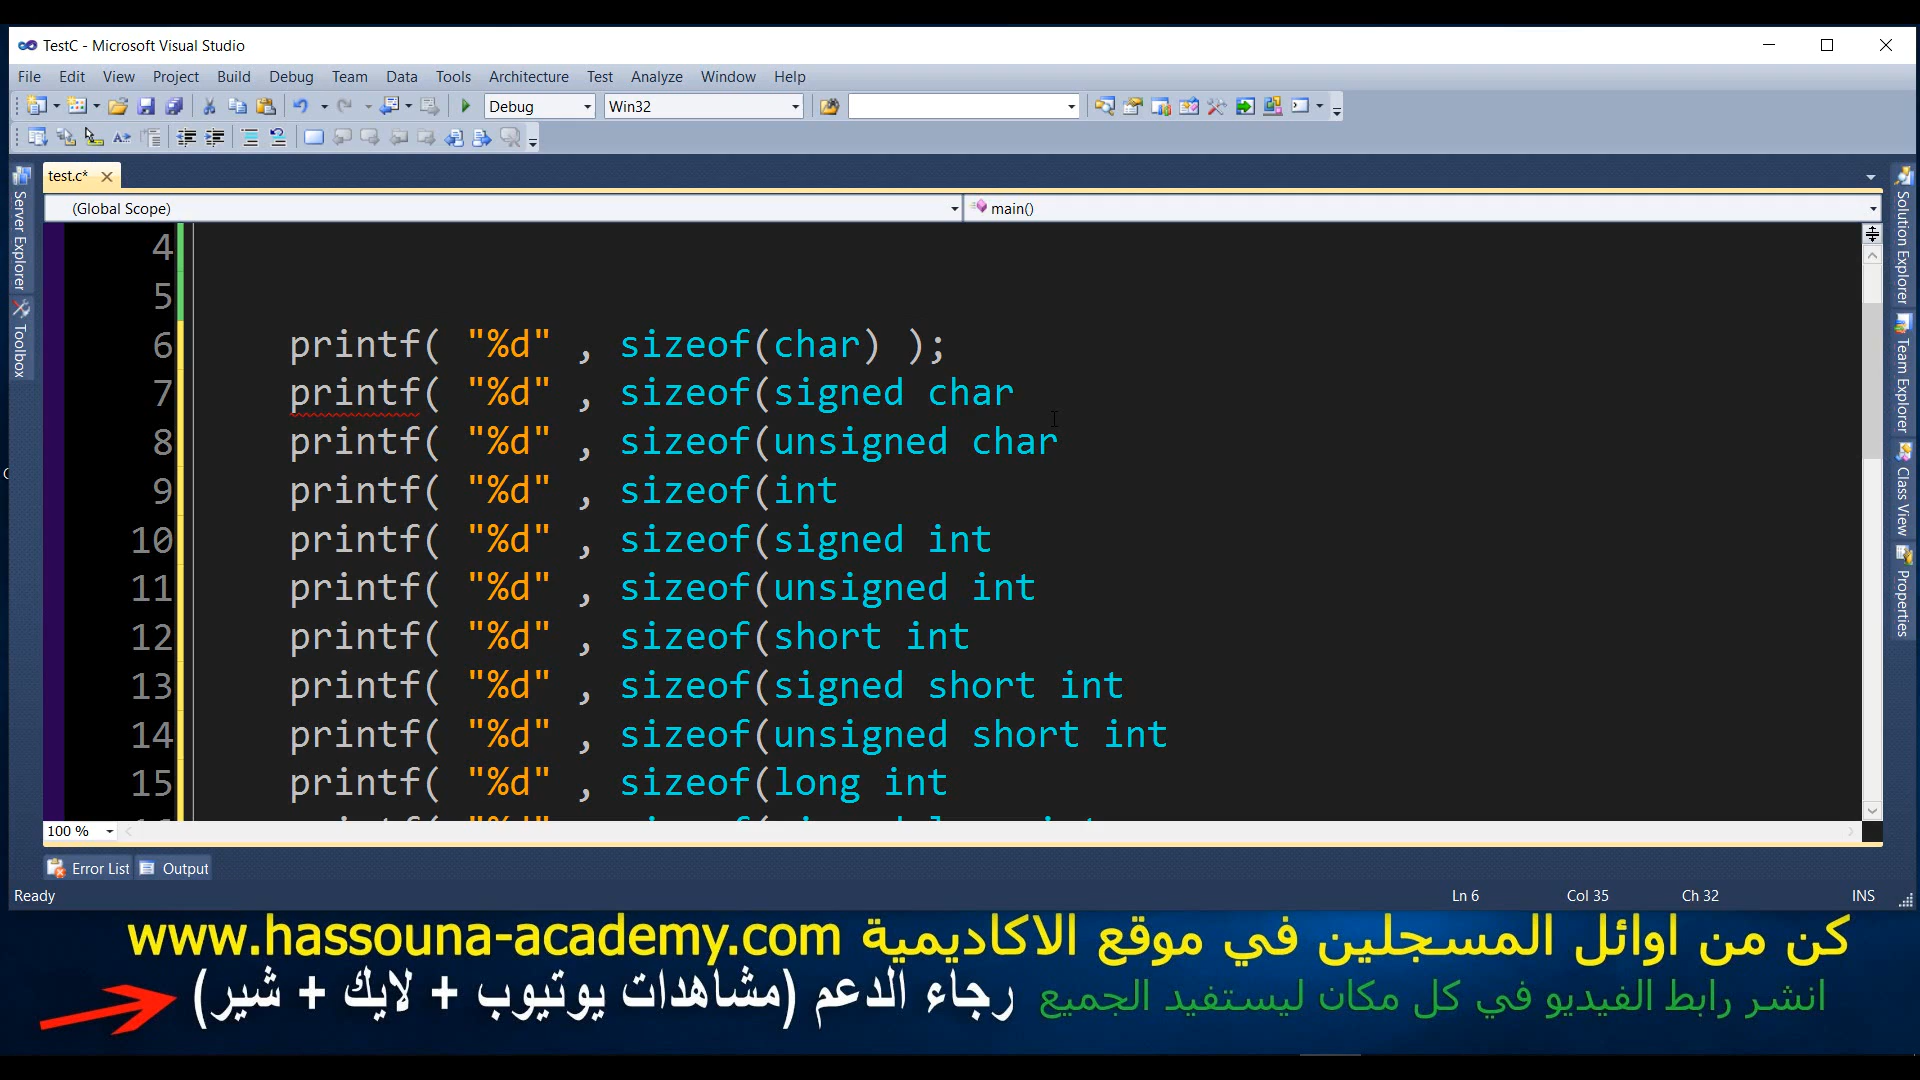 TestC - Microsoft Visual Studio
File Edit View Project Build Debug Team Data Tools Architecture Test Analyze Window Help
Debug Win32
test.c*
(Global Scope) main()
Server Explorer
Toolbox
Solution Explorer
Team Explorer
Class View
Properties
4
5
6 printf( "%d" , sizeof(char) );
7 printf( "%d" , sizeof(signed char
8 printf( "%d" , sizeof(unsigned char
9 printf( "%d" , sizeof(int
10 printf( "%d" , sizeof(signed int
11 printf( "%d" , sizeof(unsigned int
12 printf( "%d" , sizeof(short int
13 printf( "%d" , sizeof(signed short int
14 printf( "%d" , sizeof(unsigned short int
15 printf( "%d" , sizeof(long int
100 %
Error List Output
Ready Ln 6 Col 35 Ch 32 INS
كن من اوائل المسجلين في موقع الاكاديمية www.hassouna-academy.com
انشر رابط الفيديو في كل مكان ليستفيد الجميع رجاء الدعم (مشاهدات يوتيوب + لايك + شير)